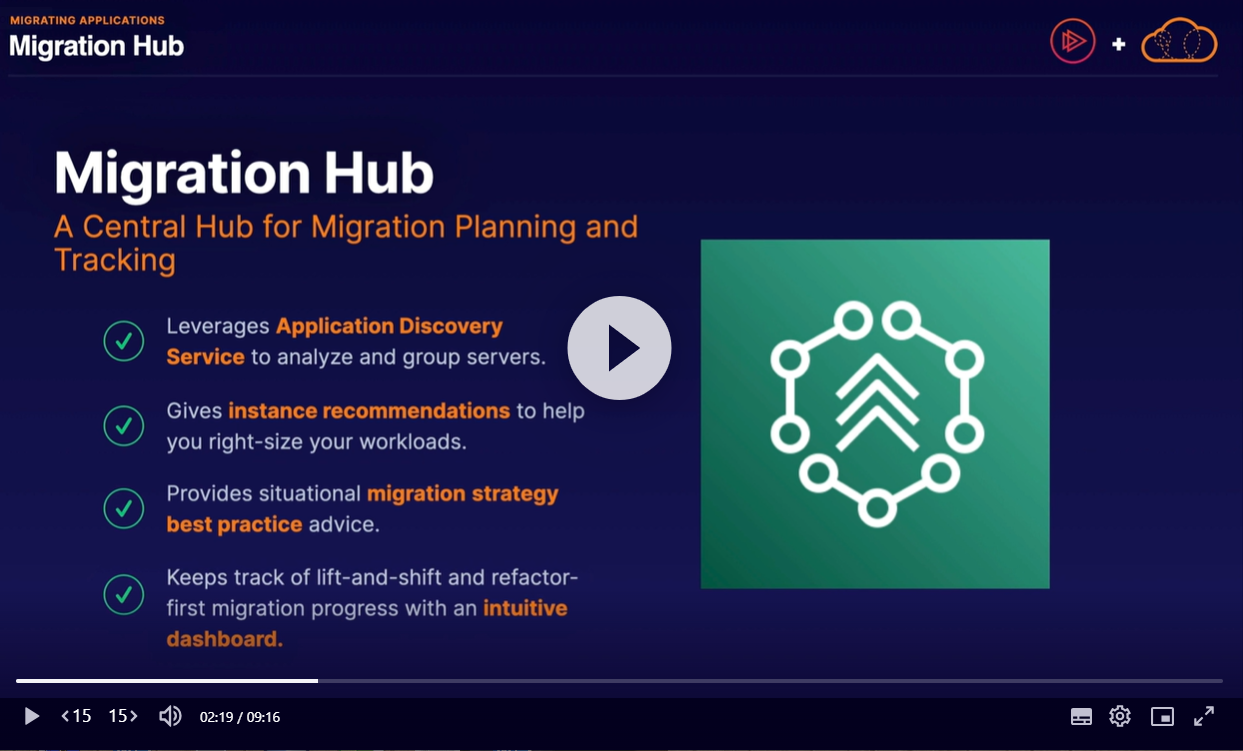 MIGRATING APPLICATIONS
Migration Hub
Migration Hub
A Central Hub for Migration Planning and
Tracking
Leverages Application Discovery
Service to analyze and group servers.
Gives instance recommendations to help
you right-size your workloads.
Provides situational migration strategy
best practice advice.
Keeps track of lift-and-shift and refactor-
first migration progress with an intuitive
dashboard.
<15 15> 02:19 / 09:16